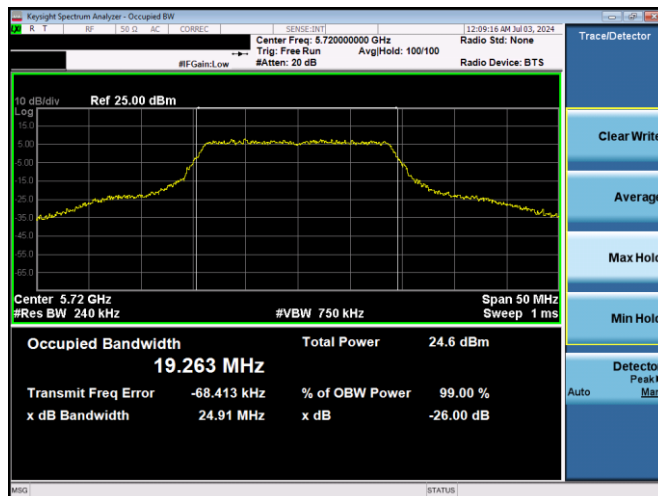 Keysight Spectrum Analyzer - Occupied BW
LXI R T RF 50 Ω AC CORREC SENSE:INT 12:09:16 AM Jul 03, 2024
Center Freq: 5.720000000 GHz Radio Std: None
Trig: Free Run Avg|Hold: 100/100
#IFGain:Low #Atten: 20 dB Radio Device: BTS
Trace/Detector
10 dB/div Ref 25.00 dBm
Log
15.0
5.00
-5.00
-15.0
-25.0
-35.0
-45.0
-55.0
-65.0
Center 5.72 GHz Span 50 MHz
#Res BW 240 kHz #VBW 750 kHz Sweep 1 ms
Occupied Bandwidth Total Power 24.6 dBm
19.263 MHz
Transmit Freq Error -68.413 kHz % of OBW Power 99.00 %
x dB Bandwidth 24.91 MHz x dB -26.00 dB
Clear Write
Average
Max Hold
Min Hold
Detector
Peak
Auto Man
MSG STATUS